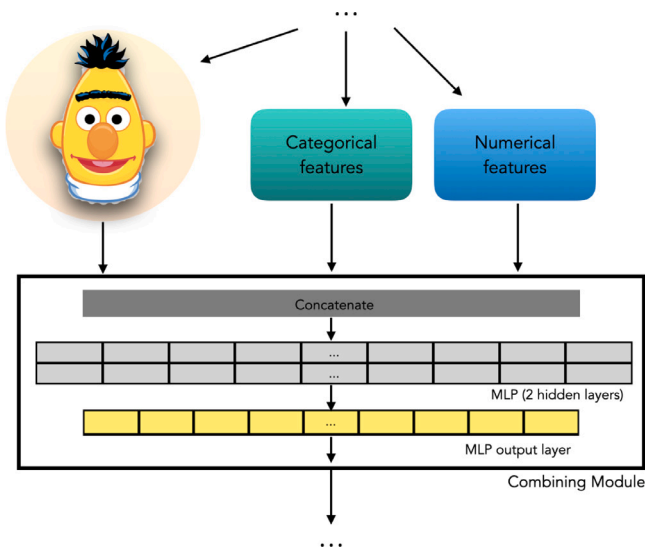 ...
Categorical
features
Numerical
features
Concatenate
...
...
MLP (2 hidden layers)
...
MLP output layer
Combining Module
...